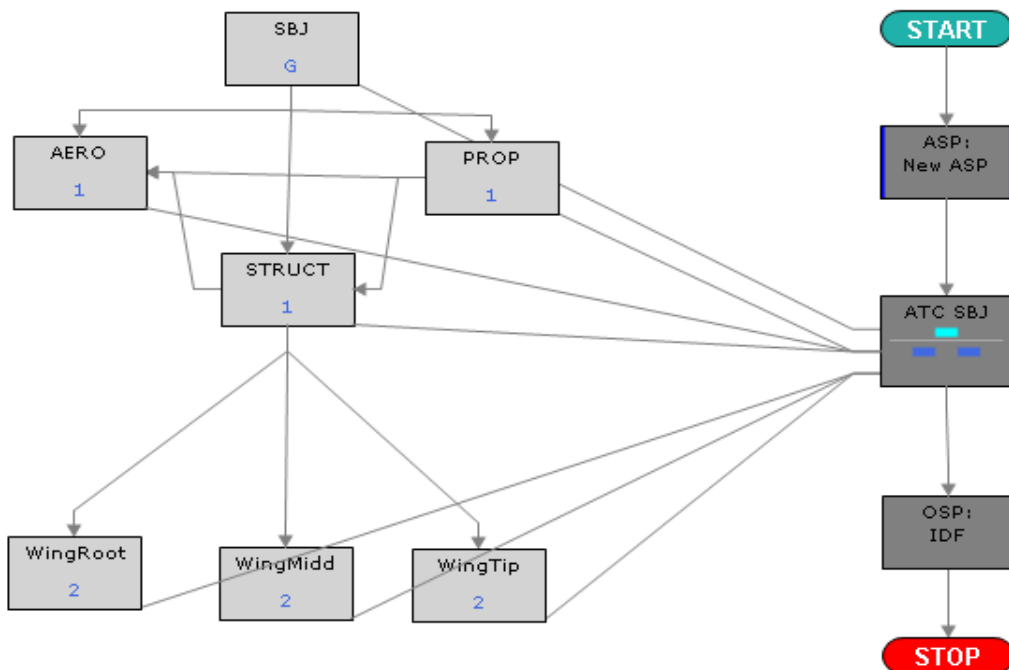 SBJ
G
START
AERO
1
PROP
1
ASP:
New ASP
STRUCT
1
ATC SBJ
WingRoot
2
WingMidd
2
WingTip
2
OSP:
IDF
STOP